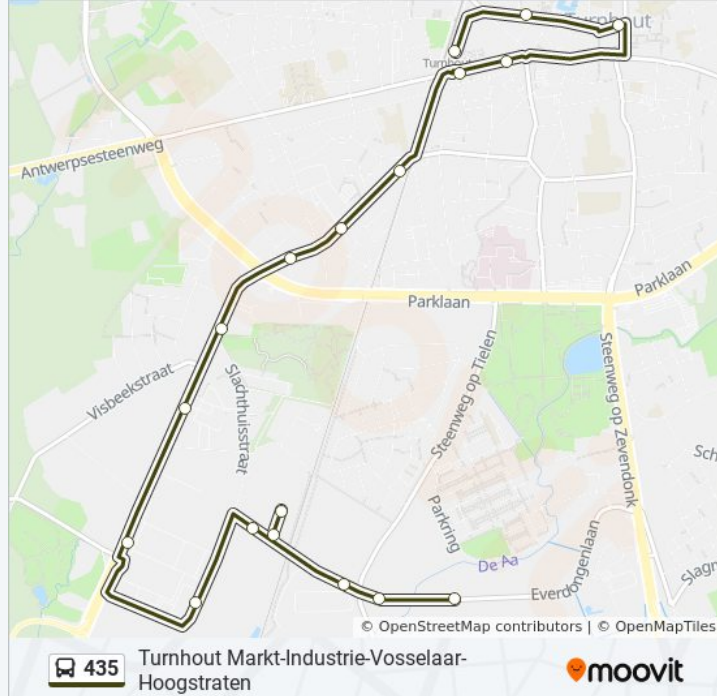 Turnhout
Turnhout
Antwerpsesteenweg
Parklaan
Parklaan
Visbeekstraat
Slachthuisstraat
Steenweg op Tielen
Steenweg op Zevendonk
Parkring
De Aa
Everdongenlaan
© OpenStreetMap contributors | © OpenMapTiles
435
Turnhout Markt-Industrie-Vosselaar-
Hoogstraten
moovit